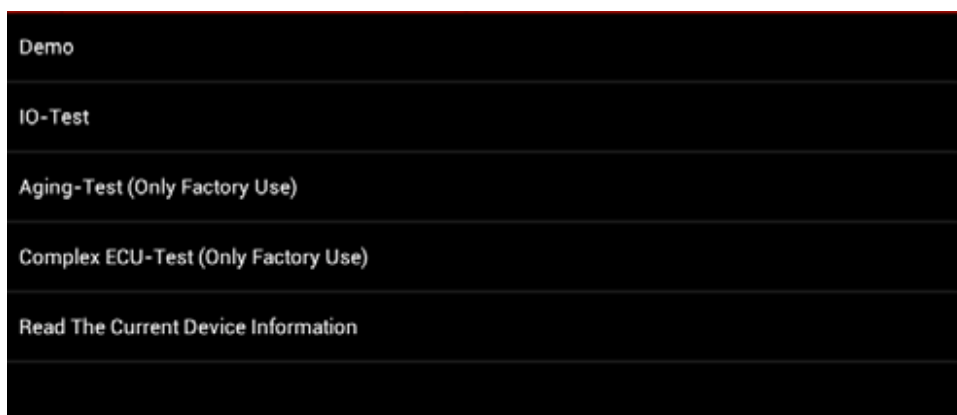 Demo
IO-Test
Aging-Test (Only Factory Use)
Complex ECU-Test (Only Factory Use)
Read The Current Device Information